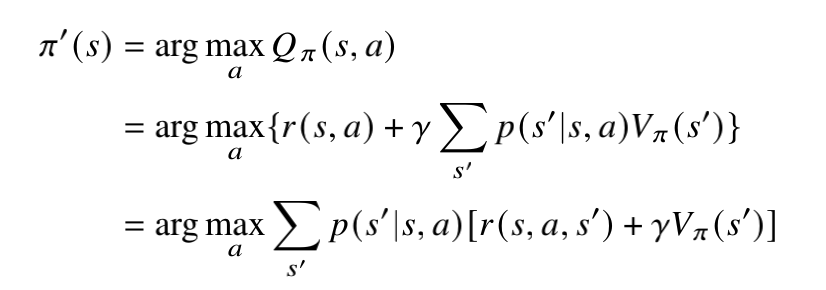 π′(s) = arg max_a Q_π(s, a)
= arg max_a{r(s, a) + γ ∑_{s′} p(s′|s, a)V_π(s′)}
= arg max_a ∑_{s′} p(s′|s, a)[r(s, a, s′) + γV_π(s′)]